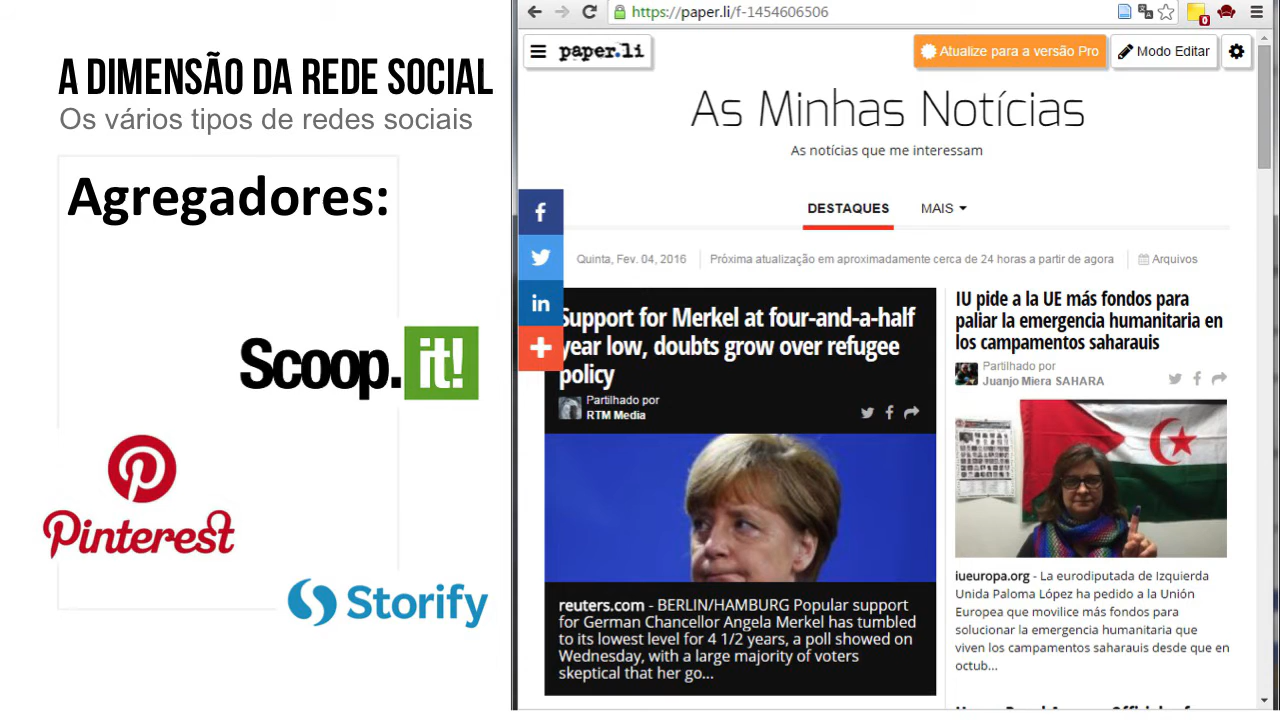 A DIMENSÃO DA REDE SOCIAL
Os vários tipos de redes sociais
Agregadores:
Scoop.it!
Pinterest
Storify
https://paper.li/f-1454606506
0
paper.li
Atualize para a versão Pro
Modo Editar
As Minhas Notícias
As notícias que me interessam
DESTAQUES
MAIS
Quinta, Fev. 04, 2016
Próxima atualização em aproximadamente cerca de 24 horas a partir de agora
Arquivos
Support for Merkel at four-and-a-half
year low, doubts grow over refugee
policy
Partilhado por
RTM Media
reuters.com - BERLIN/HAMBURG Popular support
for German Chancellor Angela Merkel has tumbled
to its lowest level for 4 1/2 years, a poll showed on
Wednesday, with a large majority of voters
skeptical that her go...
IU pide a la UE más fondos para
paliar la emergencia humanitaria en
los campamentos saharauis
Partilhado por
Juanjo Miera SAHARA
iueuropa.org - La eurodiputada de Izquierda
Unida Paloma López ha pedido a la Unión
Europea que movilice más fondos para
solucionar la emergencia humanitaria que
viven los campamentos saharauis desde que en
octub...